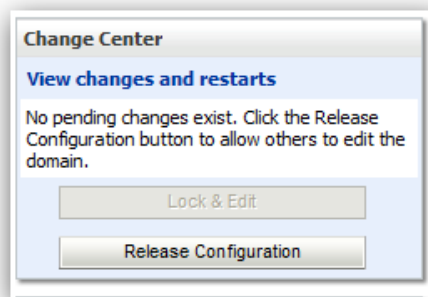 Change Center
View changes and restarts
No pending changes exist. Click the Release
Configuration button to allow others to edit the
domain.
Lock & Edit
Release Configuration